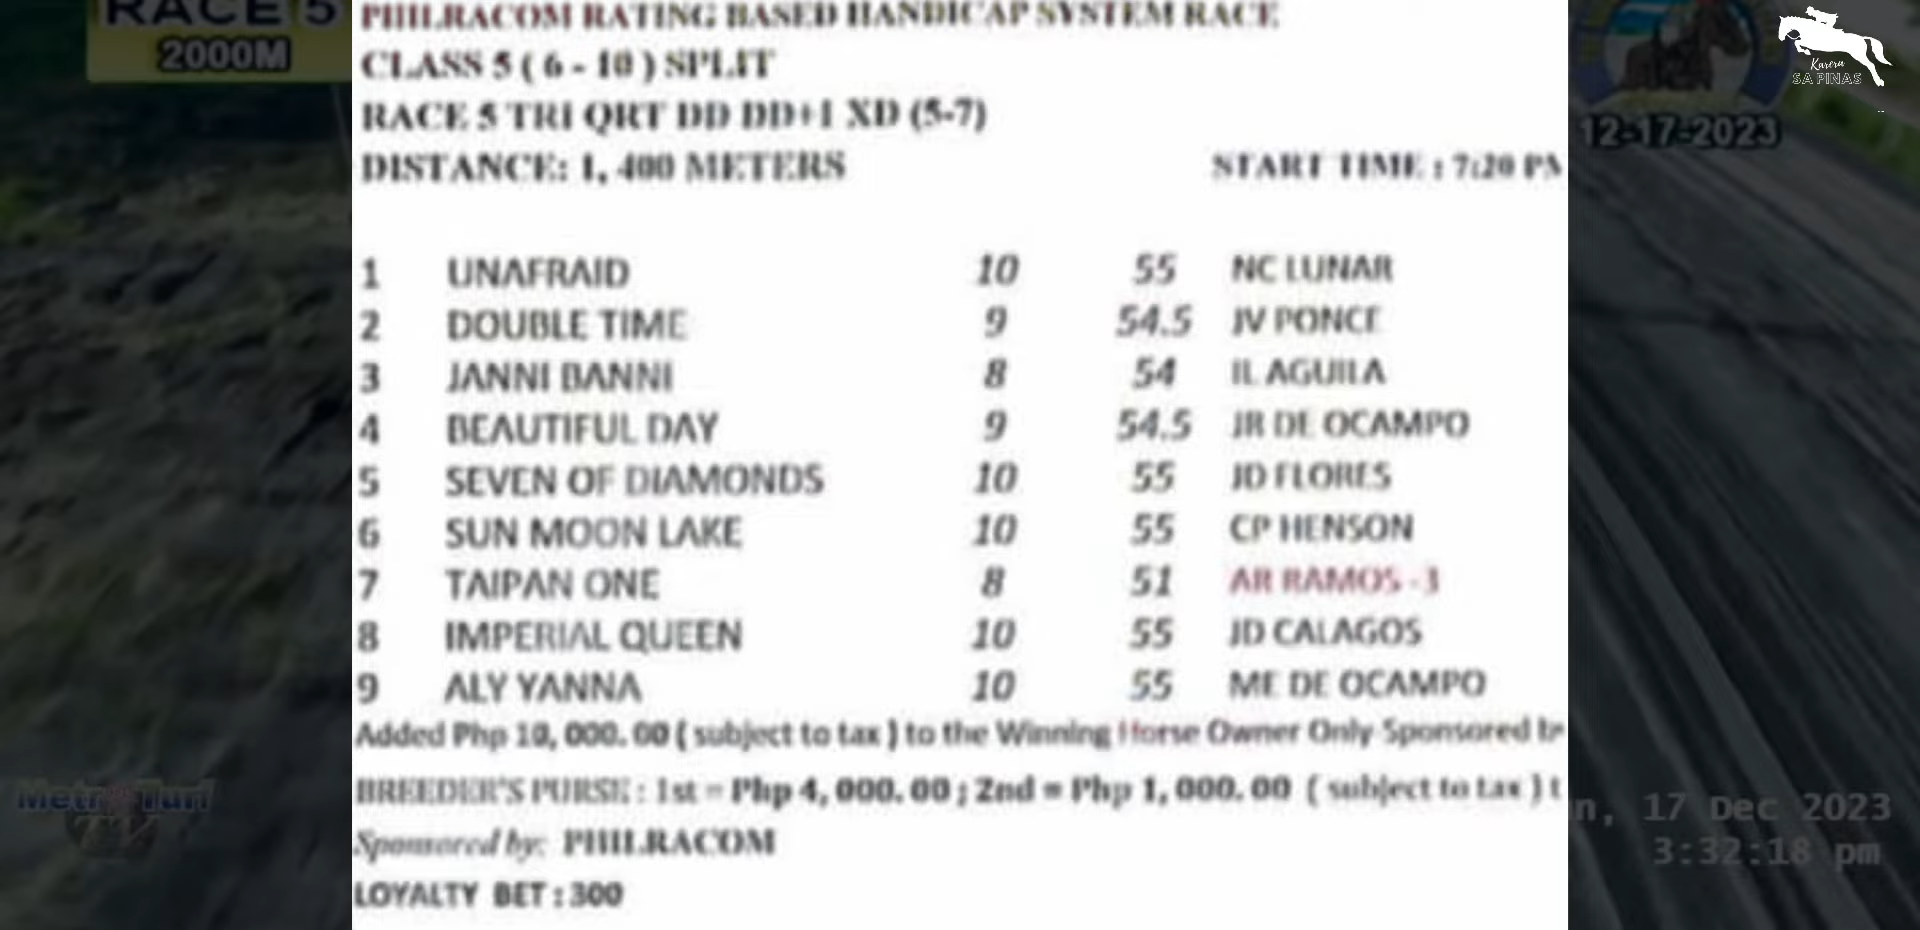 RACE 5
2000M
Karera
SA PINAS
12-17-2023
PHILRACOM RATING BASED HANDICAP SYSTEM RACE
CLASS 5 ( 6 - 10 ) SPLIT
RACE 5 TRI QRT DD DD+1 XD (5-7)
DISTANCE: 1, 400 METERS START TIME : 7:20 PM
1 UNAFRAID 10 55 NC LUNAR
2 DOUBLE TIME 9 54.5 JV PONCE
3 JANNI BANNI 8 54 IL AGUILA
4 BEAUTIFUL DAY 9 54.5 JR DE OCAMPO
5 SEVEN OF DIAMONDS 10 55 JD FLORES
6 SUN MOON LAKE 10 55 CP HENSON
7 TAIPAN ONE 8 51 AR RAMOS -3
8 IMPERIAL QUEEN 10 55 JD CALAGOS
9 ALY YANNA 10 55 ME DE OCAMPO
Added Php 10, 000. 00 ( subject to tax ) to the Winning Horse Owner Only Sponsored by
BREEDER'S PURSE : 1st = Php 4, 000. 00 ; 2nd = Php 1, 000. 00 ( subject to tax ) t
Sponsored by: PHILRACOM
LOYALTY BET : 300
Metro Turf
TV
n, 17 Dec 2023
3:32:18 pm